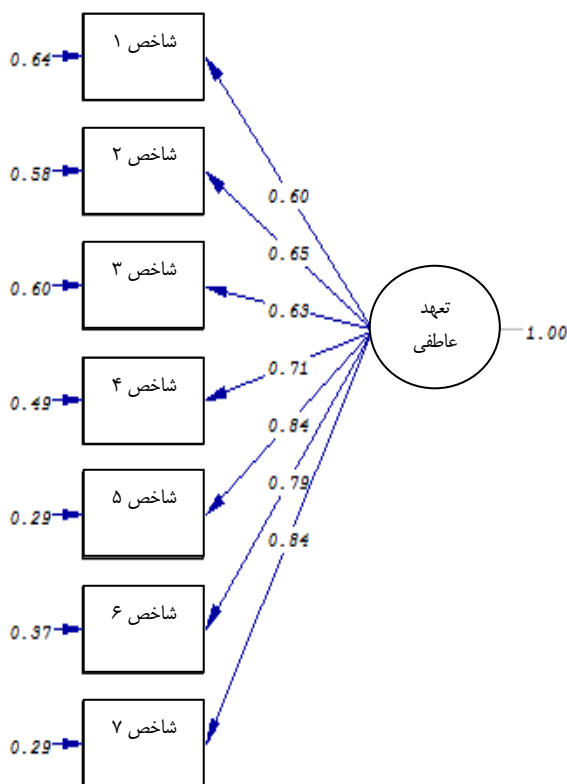 شاخص ۱
0.64
0.60
شاخص ۲
0.58
0.65
شاخص ۳
0.60
0.63
تعهد
عاطفی
1.00
شاخص ۴
0.49
0.71
شاخص ۵
0.29
0.84
شاخص ۶
0.37
0.79
شاخص ۷
0.29
0.84